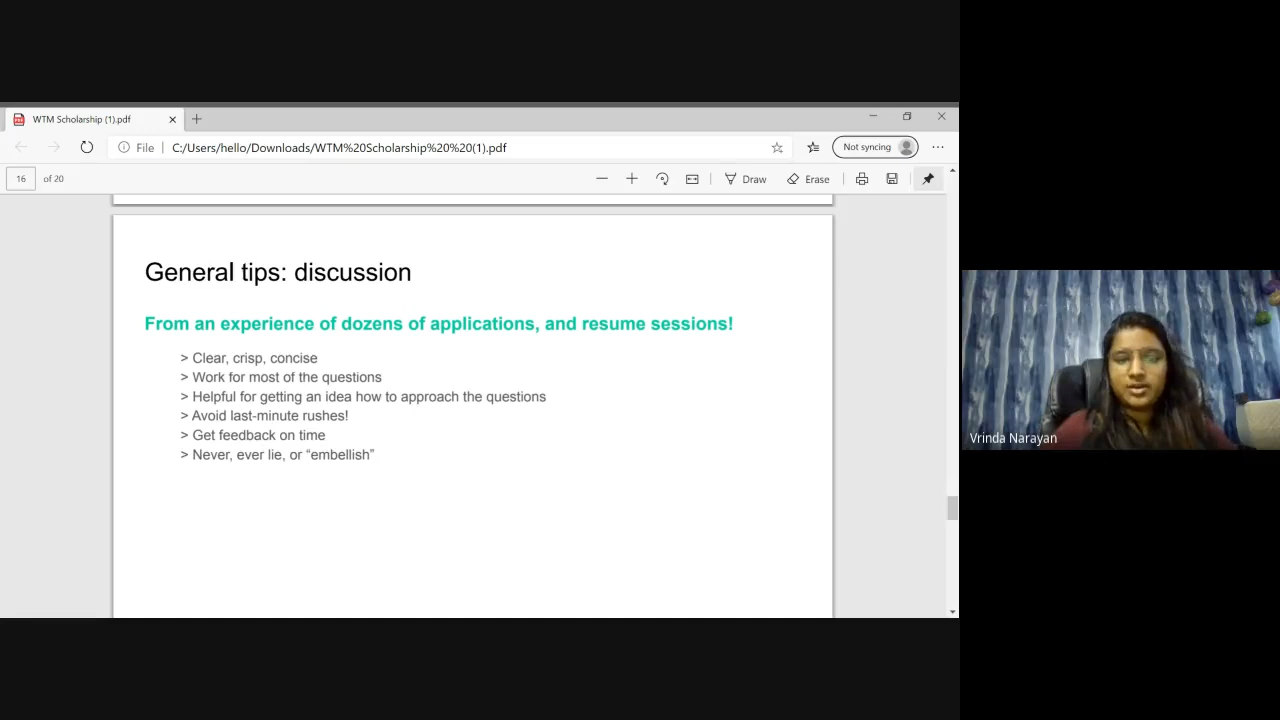 WTM Scholarship (1).pdf
File
C:/Users/hello/Downloads/WTM%20Scholarship%20%20(1).pdf
Not syncing
16 of 20
Draw
Erase
General tips: discussion
From an experience of dozens of applications, and resume sessions!
> Clear, crisp, concise
> Work for most of the questions
> Helpful for getting an idea how to approach the questions
> Avoid last-minute rushes!
> Get feedback on time
> Never, ever lie, or “embellish”
Vrinda Narayan